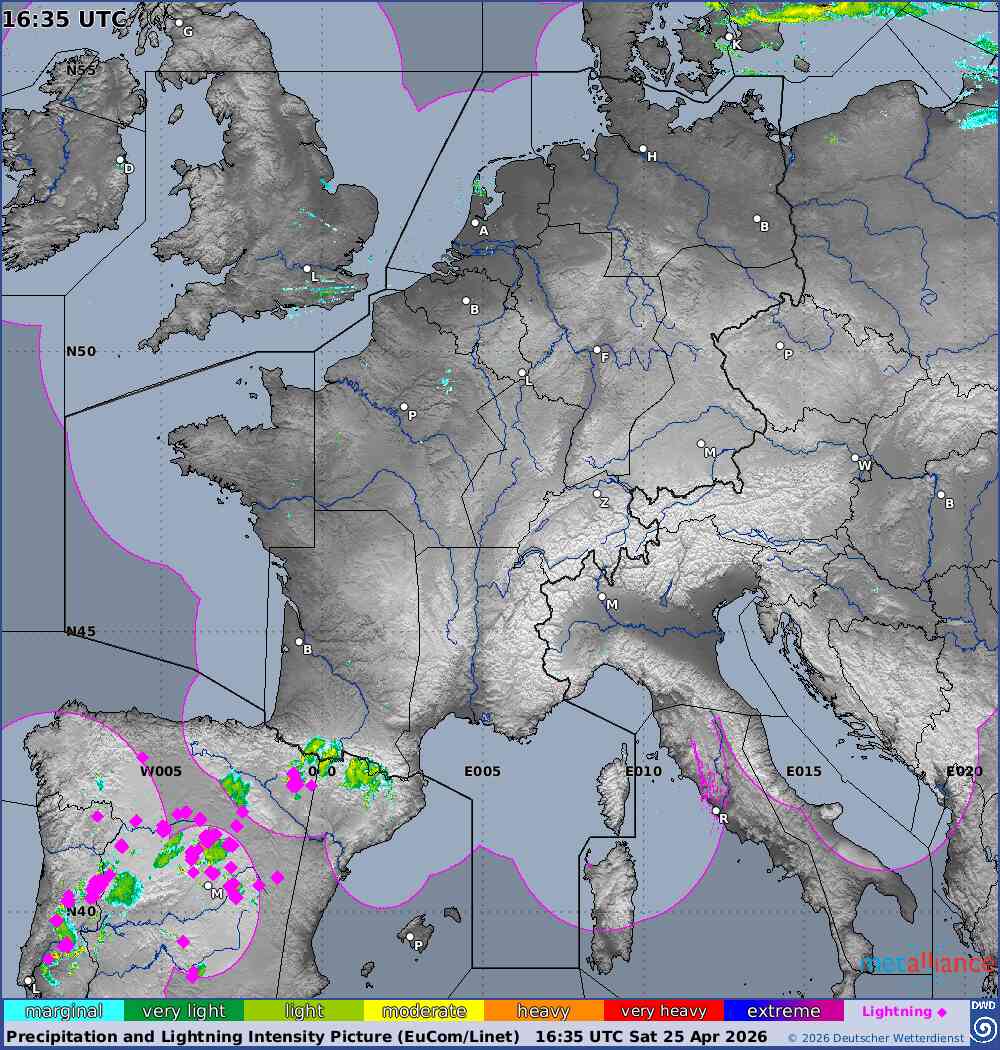 16:35 UTC
G
K
N55
D
H
A
B
L
B
N50
F
P
L
P
M
W
Z
B
M
N45
B
W005
0.0
E005
E010
E015
E020
R
M
N40
P
L
metalliance
marginal very light light moderate heavy very heavy extreme Lightning
DWD
Precipitation and Lightning Intensity Picture (EuCom/Linet) 16:35 UTC Sat 25 Apr 2026 © 2026 Deutscher Wetterdienst